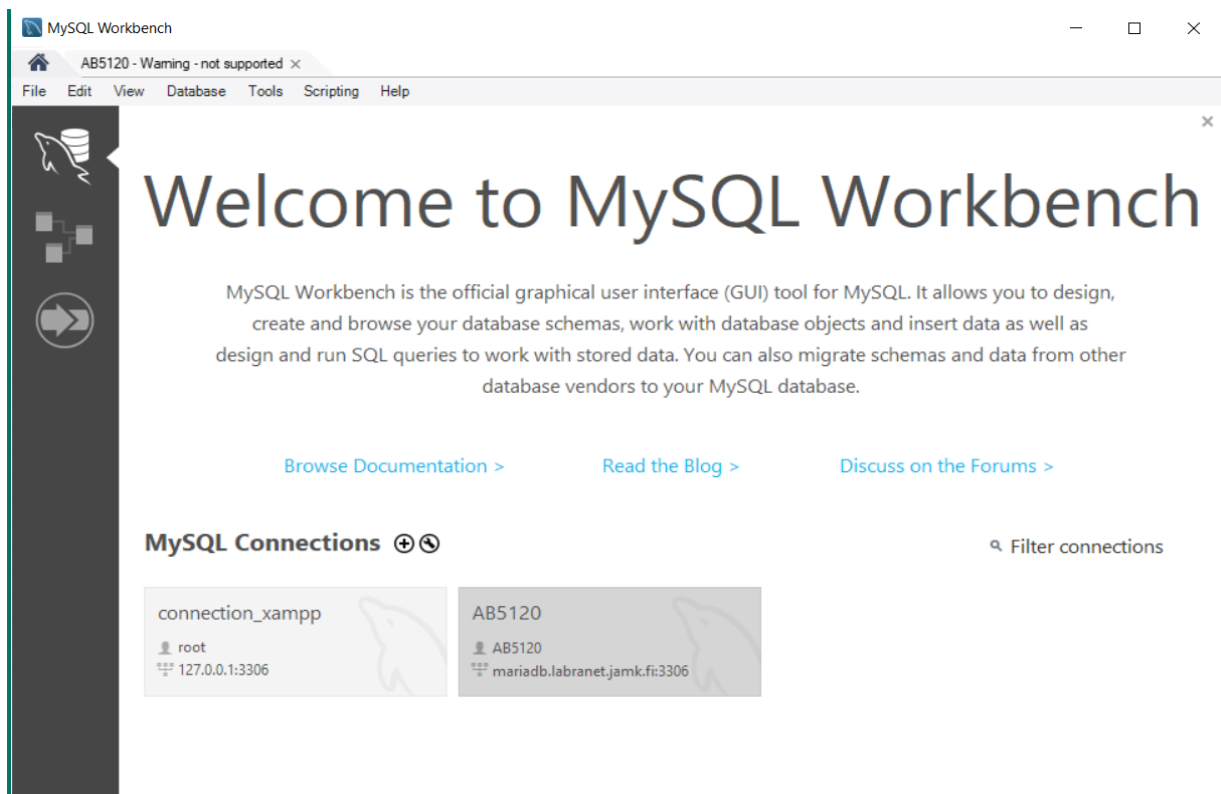 MySQL Workbench
AB5120 - Warning - not supported ×
File Edit View Database Tools Scripting Help
Welcome to MySQL Workbench
MySQL Workbench is the official graphical user interface (GUI) tool for MySQL. It allows you to design,
create and browse your database schemas, work with database objects and insert data as well as
design and run SQL queries to work with stored data. You can also migrate schemas and data from other
database vendors to your MySQL database.
Browse Documentation > Read the Blog > Discuss on the Forums >
MySQL Connections Filter connections
connection_xampp
root
127.0.0.1:3306
AB5120
AB5120
mariadb.labranet.jamk.fi:3306